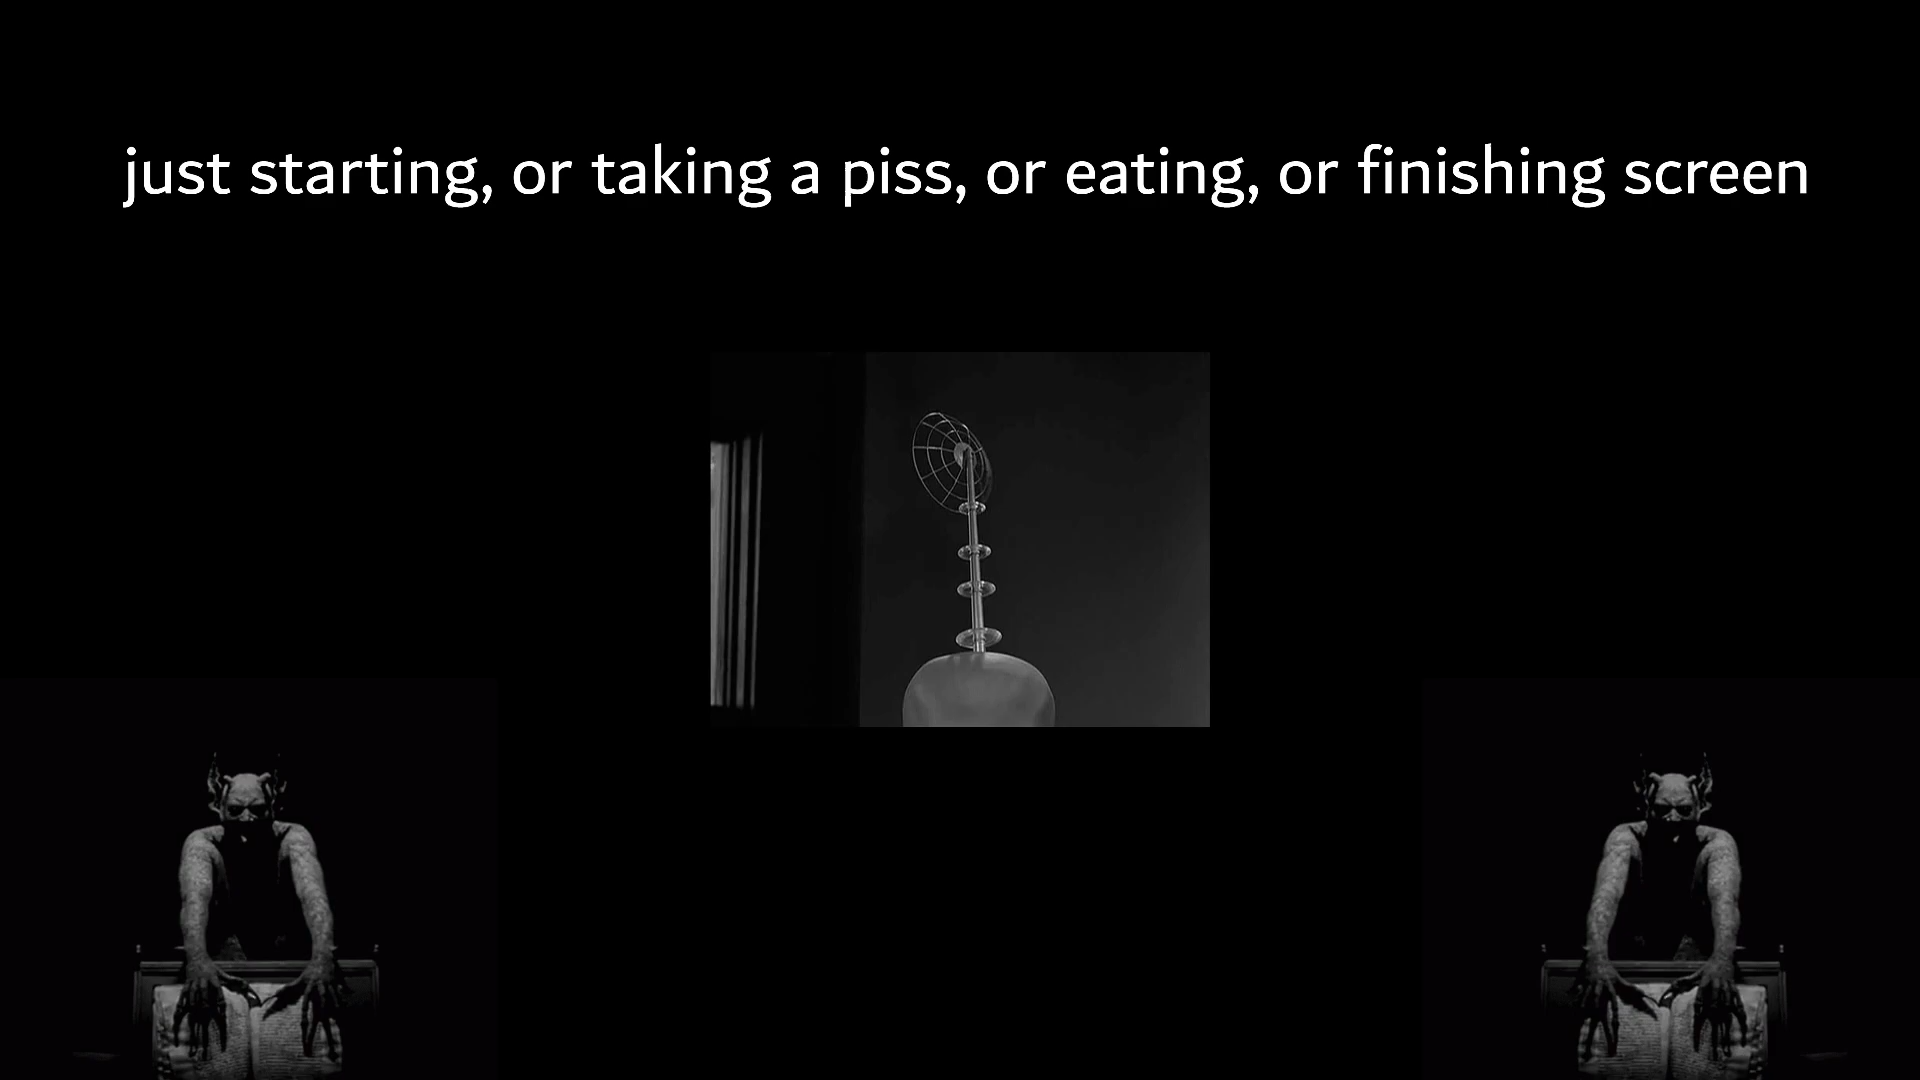 just starting, or taking a piss, or eating, or finishing screen